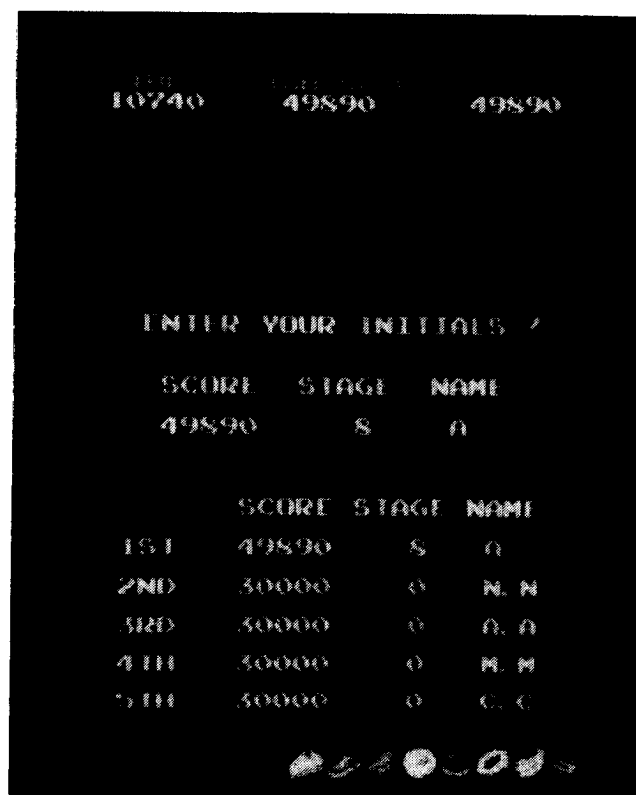 1UP
10740 49890 49890
ENTER YOUR INITIALS !
SCORE STAGE NAME
49890 8 A
SCORE STAGE NAME
1ST 49890 8 A
2ND 30000 0 N. N
3RD 30000 0 A. A
4TH 30000 0 M. M
5TH 30000 0 C. C